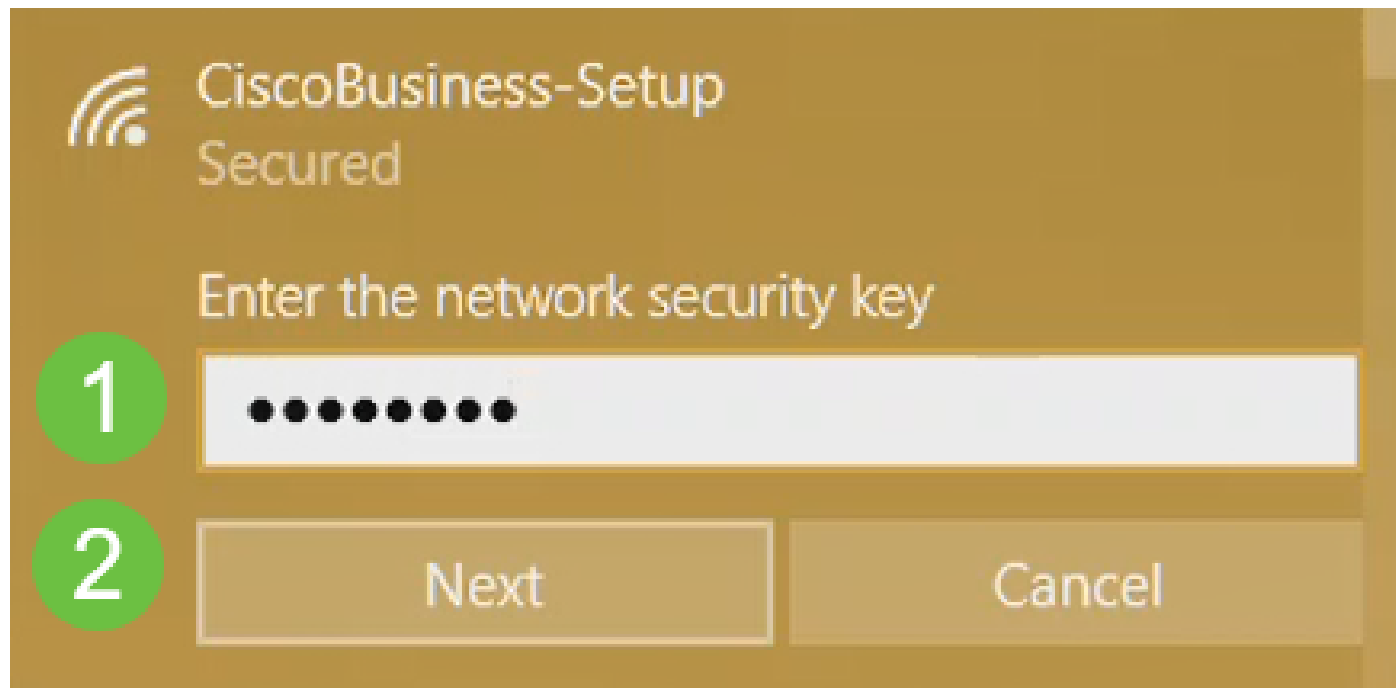 CiscoBusiness-Setup
Secured
Enter the network security key
1
••••••••
2
Next
Cancel